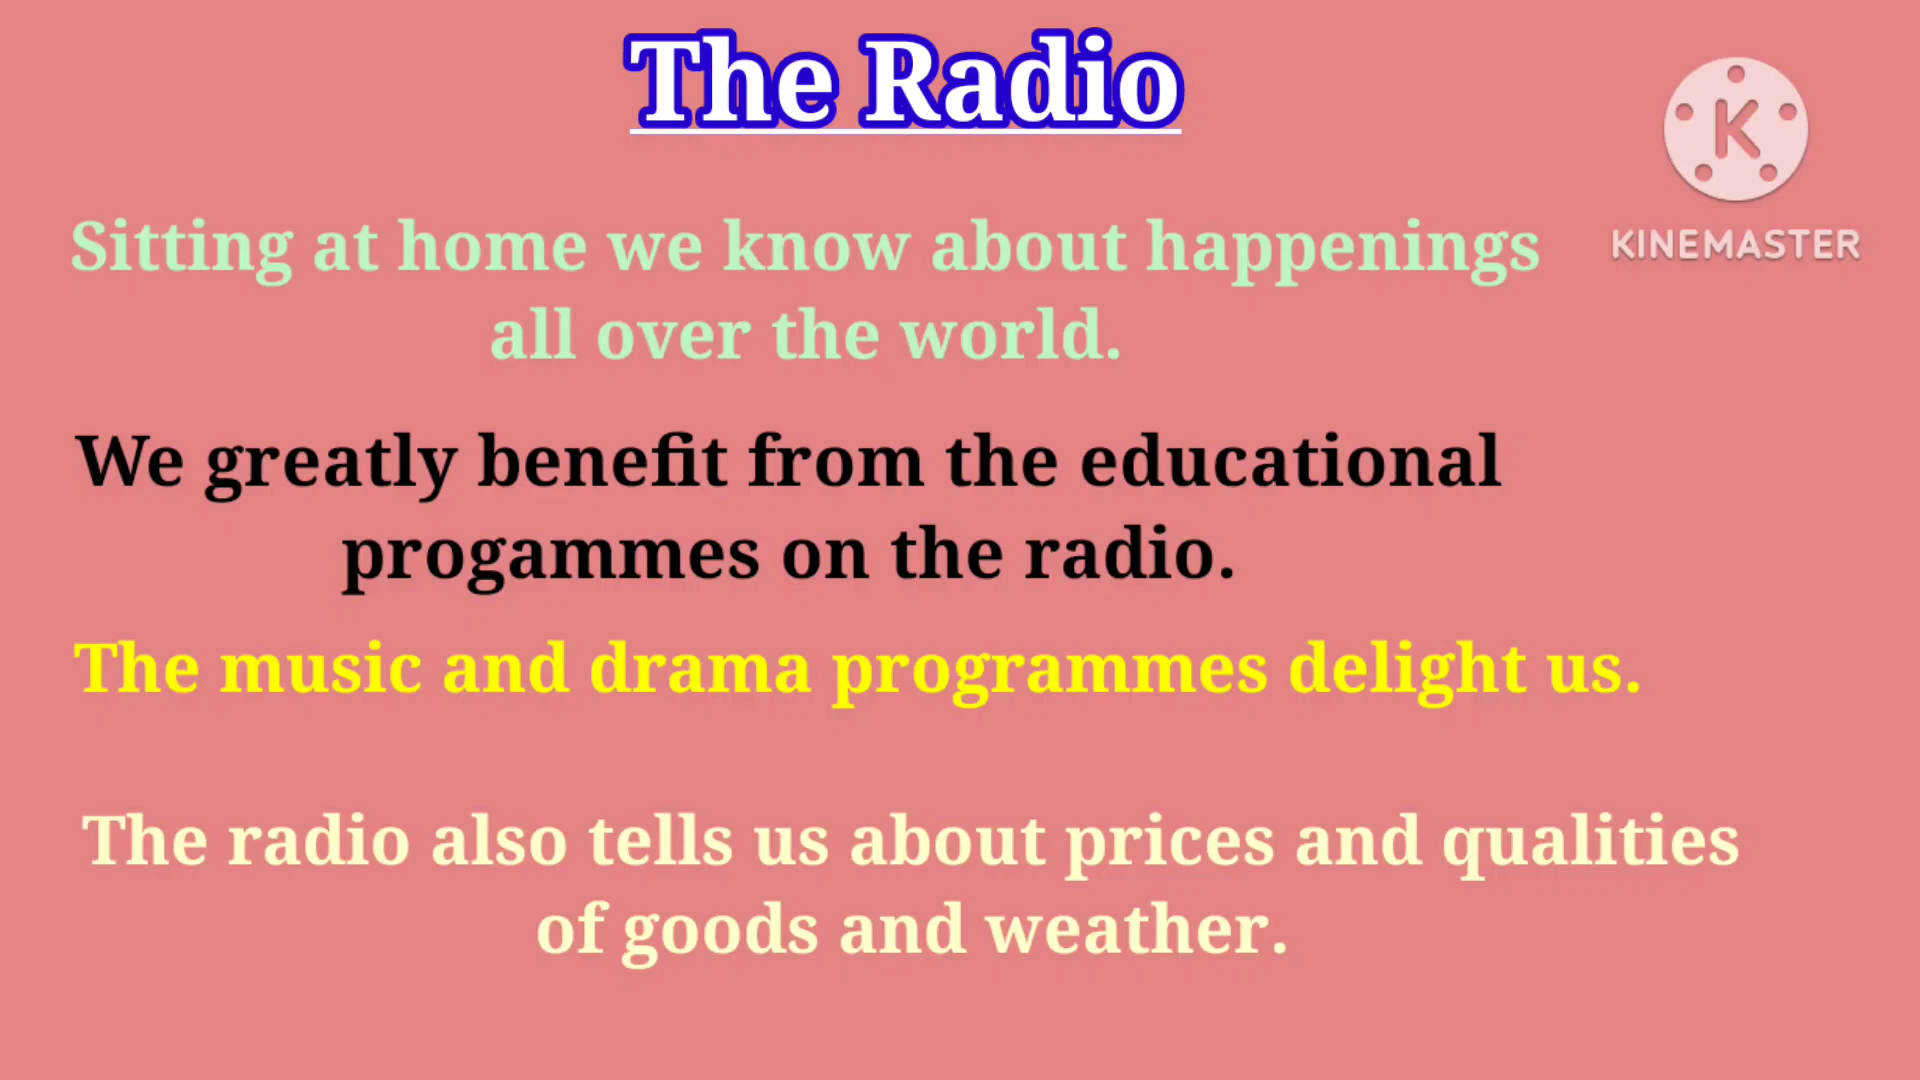 The Radio
K
KINEMASTER
Sitting at home we know about happenings
all over the world.
We greatly benefit from the educational
progammes on the radio.
The music and drama programmes delight us.
The radio also tells us about prices and qualities
of goods and weather.